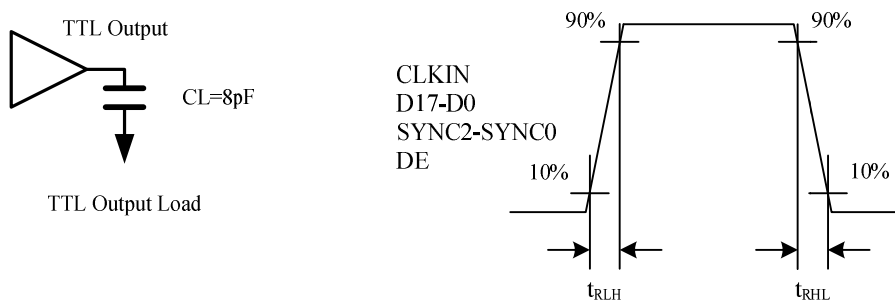 TTL Output
CL=8pF
TTL Output Load
90%
90%
CLKIN
D17-D0
SYNC2-SYNC0
DE
10%
10%
tRLH
tRHL